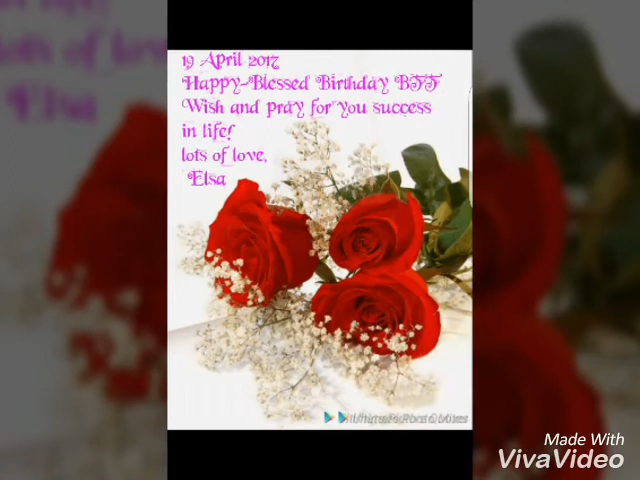 19 April 2017
Happy-Blessed Birthday BFF
Wish and pray for you success
in life!
lots of love,
Elsa
Made With
VivaVideo